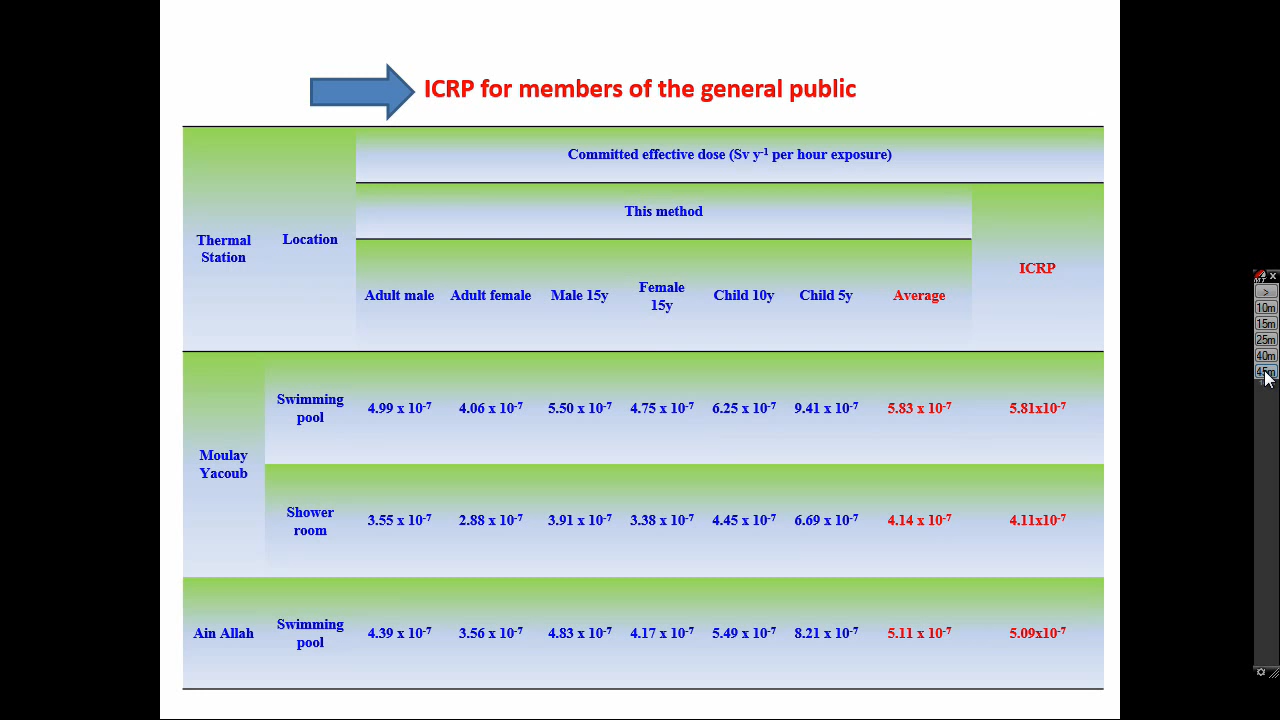 ICRP for members of the general public
Committed effective dose (Sv y⁻¹ per hour exposure)
This method
Thermal
Station
Location
ICRP
Adult male
Adult female
Male 15y
Female
15y
Child 10y
Child 5y
Average
Moulay
Yacoub
Swimming
pool
4.99 x 10⁻⁷ 4.06 x 10⁻⁷ 5.50 x 10⁻⁷ 4.75 x 10⁻⁷ 6.25 x 10⁻⁷ 9.41 x 10⁻⁷ 5.83 x 10⁻⁷ 5.81x10⁻⁷
Shower
room
3.55 x 10⁻⁷ 2.88 x 10⁻⁷ 3.91 x 10⁻⁷ 3.38 x 10⁻⁷ 4.45 x 10⁻⁷ 6.69 x 10⁻⁷ 4.14 x 10⁻⁷ 4.11x10⁻⁷
Ain Allah
Swimming
pool
4.39 x 10⁻⁷ 3.56 x 10⁻⁷ 4.83 x 10⁻⁷ 4.17 x 10⁻⁷ 5.49 x 10⁻⁷ 8.21 x 10⁻⁷ 5.11 x 10⁻⁷ 5.09x10⁻⁷
>
10m
15m
25m
40m
45m